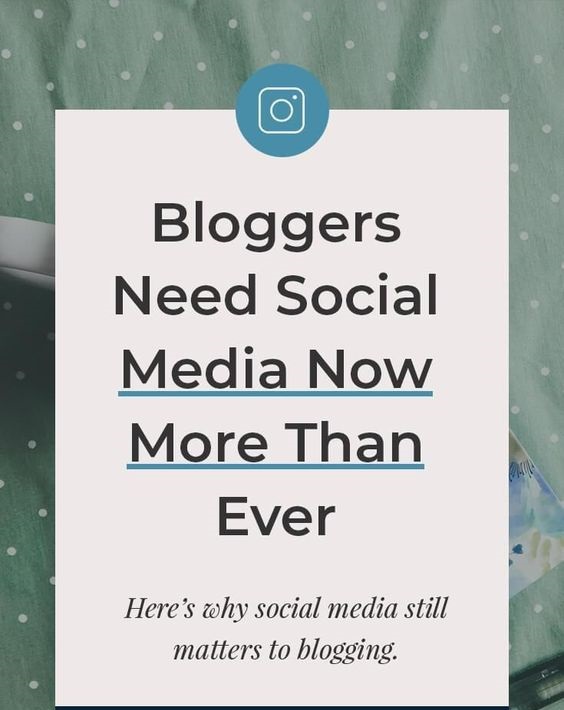 Bloggers
Need Social
Media Now
More Than
Ever
Here’s why social media still
matters to blogging.